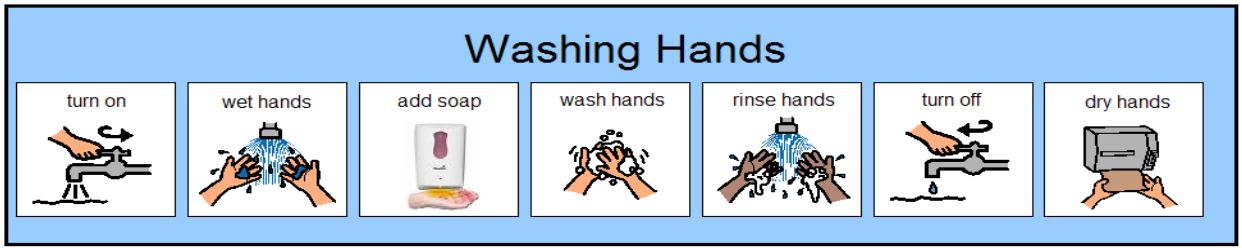 Washing Hands
turn on
wet hands
add soap
wash hands
rinse hands
turn off
dry hands